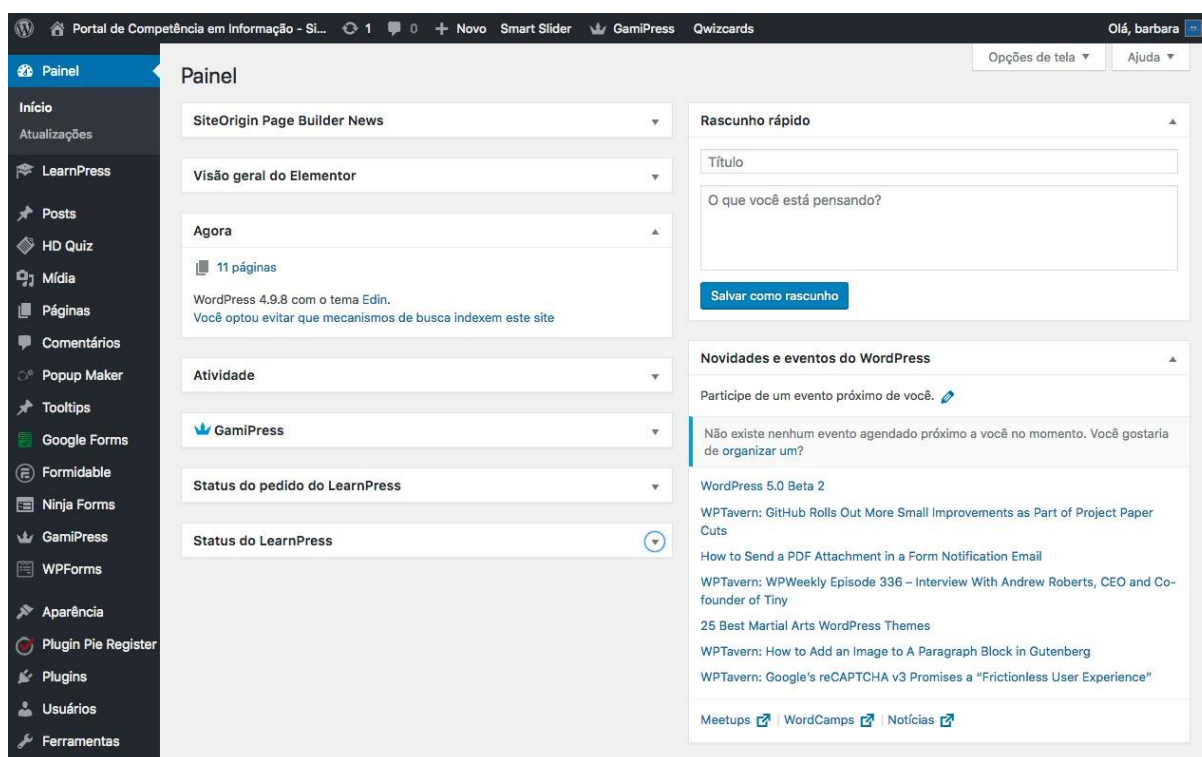 Portal de Competência em Informação - Si... 1 0 Novo Smart Slider GamiPress Qwizcards Olá, barbara
Painel
Início
Atualizações
LearnPress
Posts
HD Quiz
Mídia
Páginas
Comentários
Popup Maker
Tooltips
Google Forms
Formidable
Ninja Forms
GamiPress
WPForms
Aparência
Plugin Pie Register
Plugins
Usuários
Ferramentas
Opções de tela Ajuda
Painel
SiteOrigin Page Builder News
Visão geral do Elementor
Agora
11 páginas
WordPress 4.9.8 com o tema Edin.
Você optou evitar que mecanismos de busca indexem este site
Atividade
GamiPress
Status do pedido do LearnPress
Status do LearnPress
Rascunho rápido
Título
O que você está pensando?
Salvar como rascunho
Novidades e eventos do WordPress
Participe de um evento próximo de você.
Não existe nenhum evento agendado próximo a você no momento. Você gostaria
de organizar um?
WordPress 5.0 Beta 2
WPTavern: GitHub Rolls Out More Small Improvements as Part of Project Paper
Cuts
How to Send a PDF Attachment in a Form Notification Email
WPTavern: WPWeekly Episode 336 – Interview With Andrew Roberts, CEO and Co-
founder of Tiny
25 Best Martial Arts WordPress Themes
WPTavern: How to Add an Image to A Paragraph Block in Gutenberg
WPTavern: Google's reCAPTCHA v3 Promises a “Frictionless User Experience”
Meetups | WordCamps | Notícias